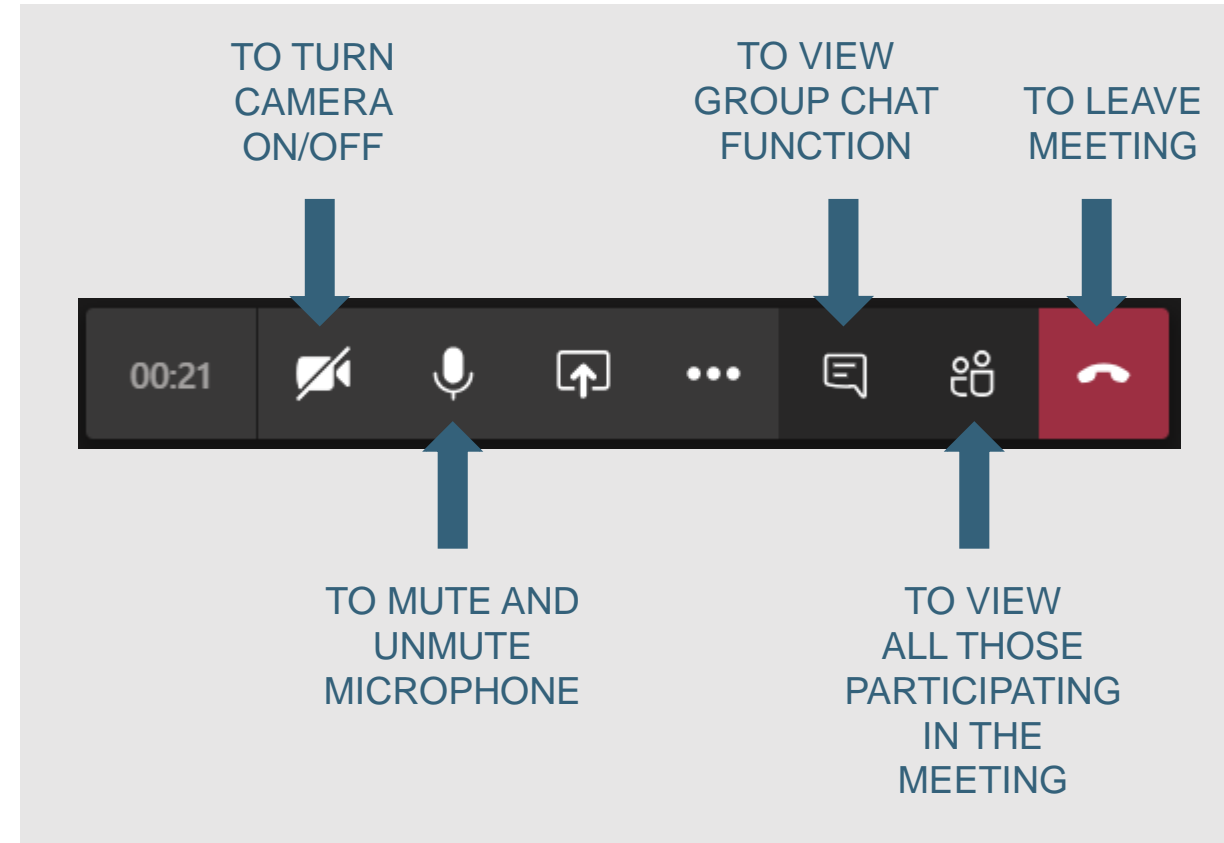 TO TURN
CAMERA
ON/OFF
TO VIEW
GROUP CHAT
FUNCTION
TO LEAVE
MEETING
00:21
TO MUTE AND
UNMUTE
MICROPHONE
TO VIEW
ALL THOSE
PARTICIPATING
IN THE
MEETING